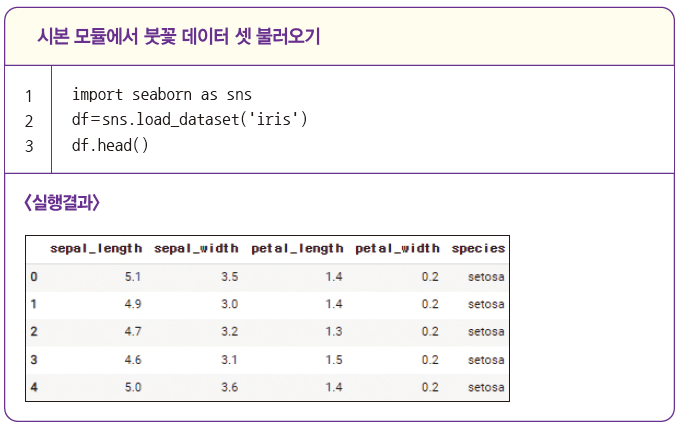 시본 모듈에서 붓꽃 데이터 셋 불러오기
1 import seaborn as sns
2 df=sns.load_dataset('iris')
3 df.head()
〈실행결과〉
sepal_length sepal_width petal_length petal_width species
0 5.1 3.5 1.4 0.2 setosa
1 4.9 3.0 1.4 0.2 setosa
2 4.7 3.2 1.3 0.2 setosa
3 4.6 3.1 1.5 0.2 setosa
4 5.0 3.6 1.4 0.2 setosa